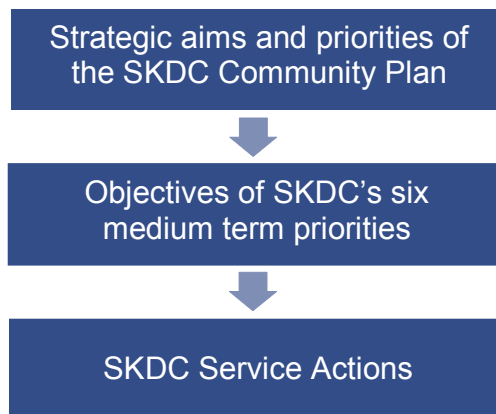 Strategic aims and priorities of
the SKDC Community Plan
Objectives of SKDC’s six
medium term priorities
SKDC Service Actions